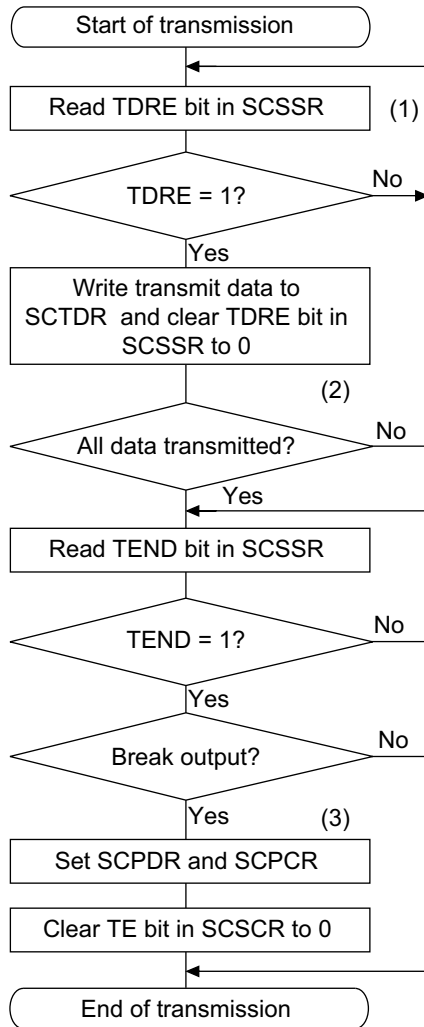 Start of transmission
Read TDRE bit in SCSSR
(1)
TDRE = 1?
No
Yes
Write transmit data to
SCTDR and clear TDRE bit in
SCSSR to 0
(2)
All data transmitted?
No
Yes
Read TEND bit in SCSSR
TEND = 1?
No
Yes
Break output?
No
Yes
(3)
Set SCPDR and SCPCR
Clear TE bit in SCSCR to 0
End of transmission